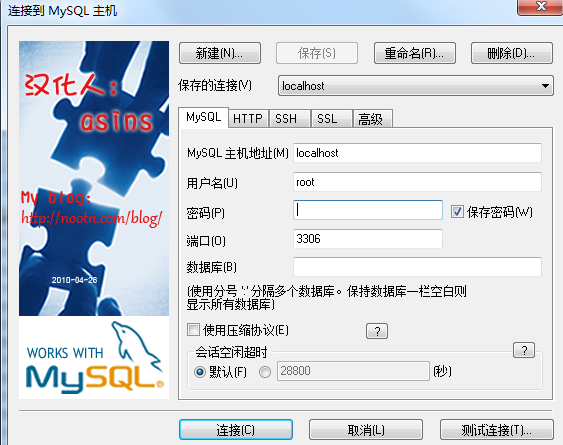 连接到 MySQL 主机
汉化人：
asins
My blog:
http://nootn.com/blog/
2010-04-26
WORKS WITH
MySQL®
新建(N)...
保存(S)
重命名(R)...
删除(D)...
保存的连接(V)
localhost
MySQL
HTTP
SSH
SSL
高级
MySQL 主机地址(M)
localhost
用户名(U)
root
密码(P)
保存密码(W)
端口(O)
3306
数据库(B)
(使用分号 ';' 分隔多个数据库。保持数据库一栏空白则
显示所有数据库)
使用压缩协议(E)
?
会话空闲超时
?
默认(F)
28800
(秒)
连接(C)
取消(L)
测试连接(T)...